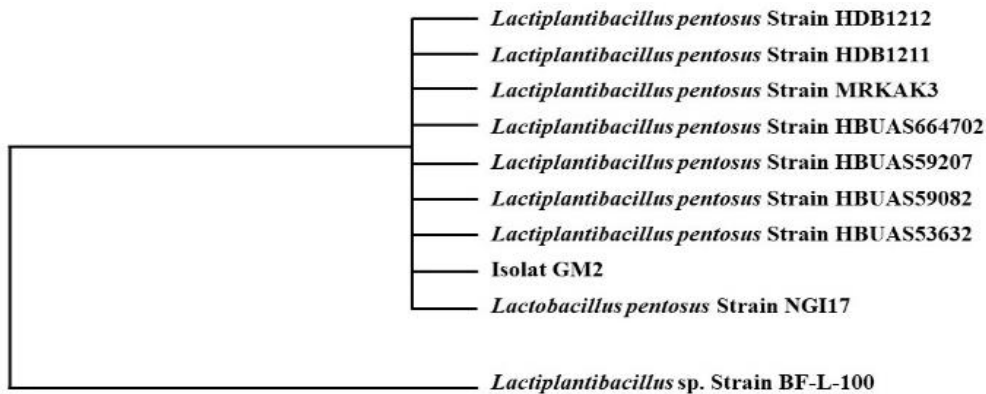 Lactiplantibacillus pentosus Strain HDB1212
Lactiplantibacillus pentosus Strain HDB1211
Lactiplantibacillus pentosus Strain MRKAK3
Lactiplantibacillus pentosus Strain HBUAS664702
Lactiplantibacillus pentosus Strain HBUAS59207
Lactiplantibacillus pentosus Strain HBUAS59082
Lactiplantibacillus pentosus Strain HBUAS53632
Isolat GM2
Lactobacillus pentosus Strain NGI17
Lactiplantibacillus sp. Strain BF-L-100